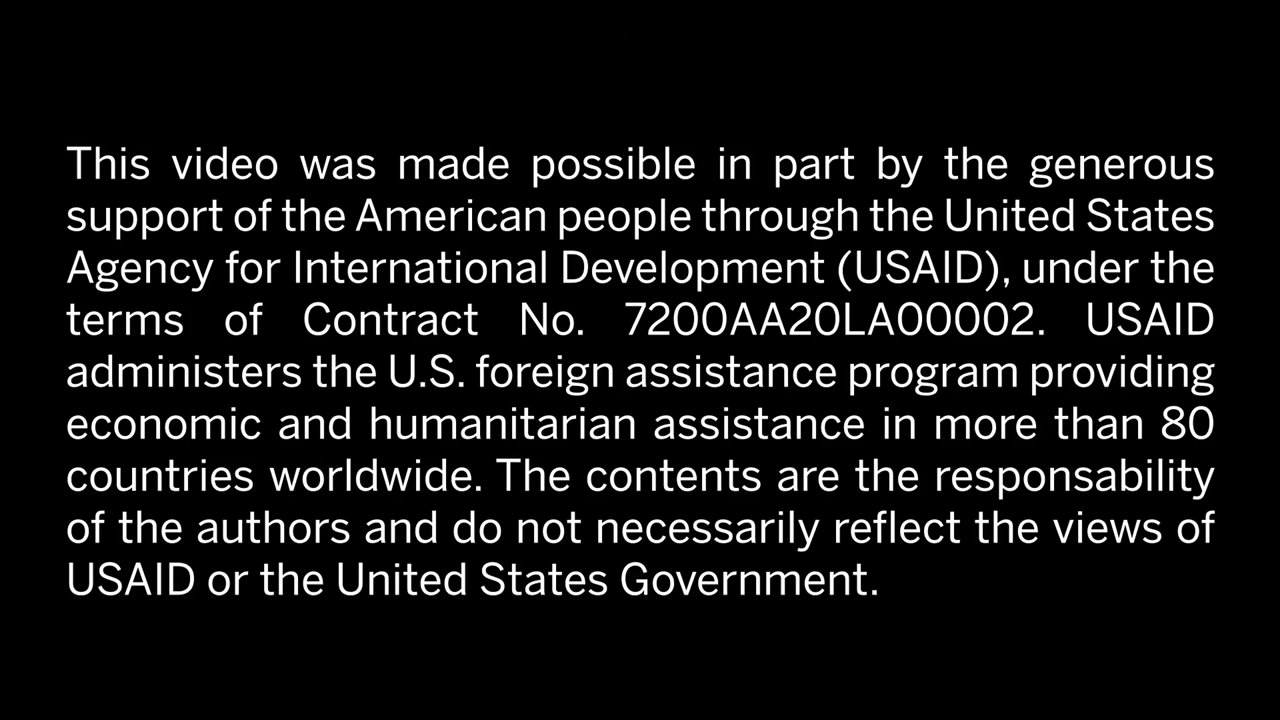 This video was made possible in part by the generous
support of the American people through the United States
Agency for International Development (USAID), under the
terms of Contract No. 7200AA20LA00002. USAID
administers the U.S. foreign assistance program providing
economic and humanitarian assistance in more than 80
countries worldwide. The contents are the responsability
of the authors and do not necessarily reflect the views of
USAID or the United States Government.